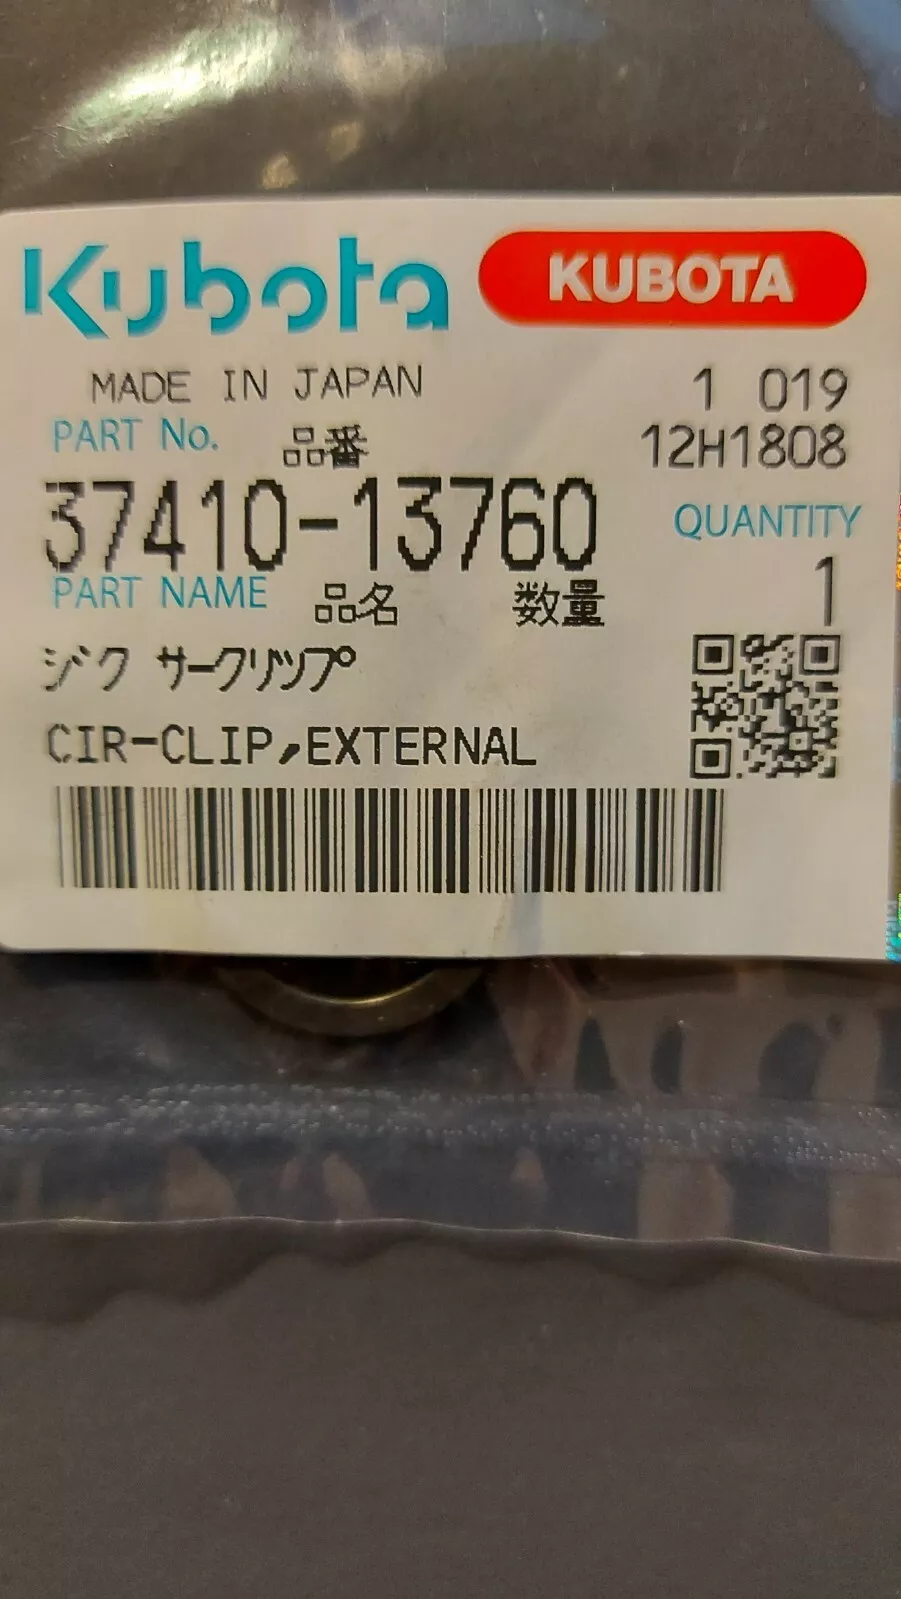 Kubota KUBOTA
MADE IN JAPAN 1 019
PART No. 品番 12H1808
37410-13760 QUANTITY
PART NAME 品名 数量 1
ジク サークリップ
CIR-CLIP,EXTERNAL